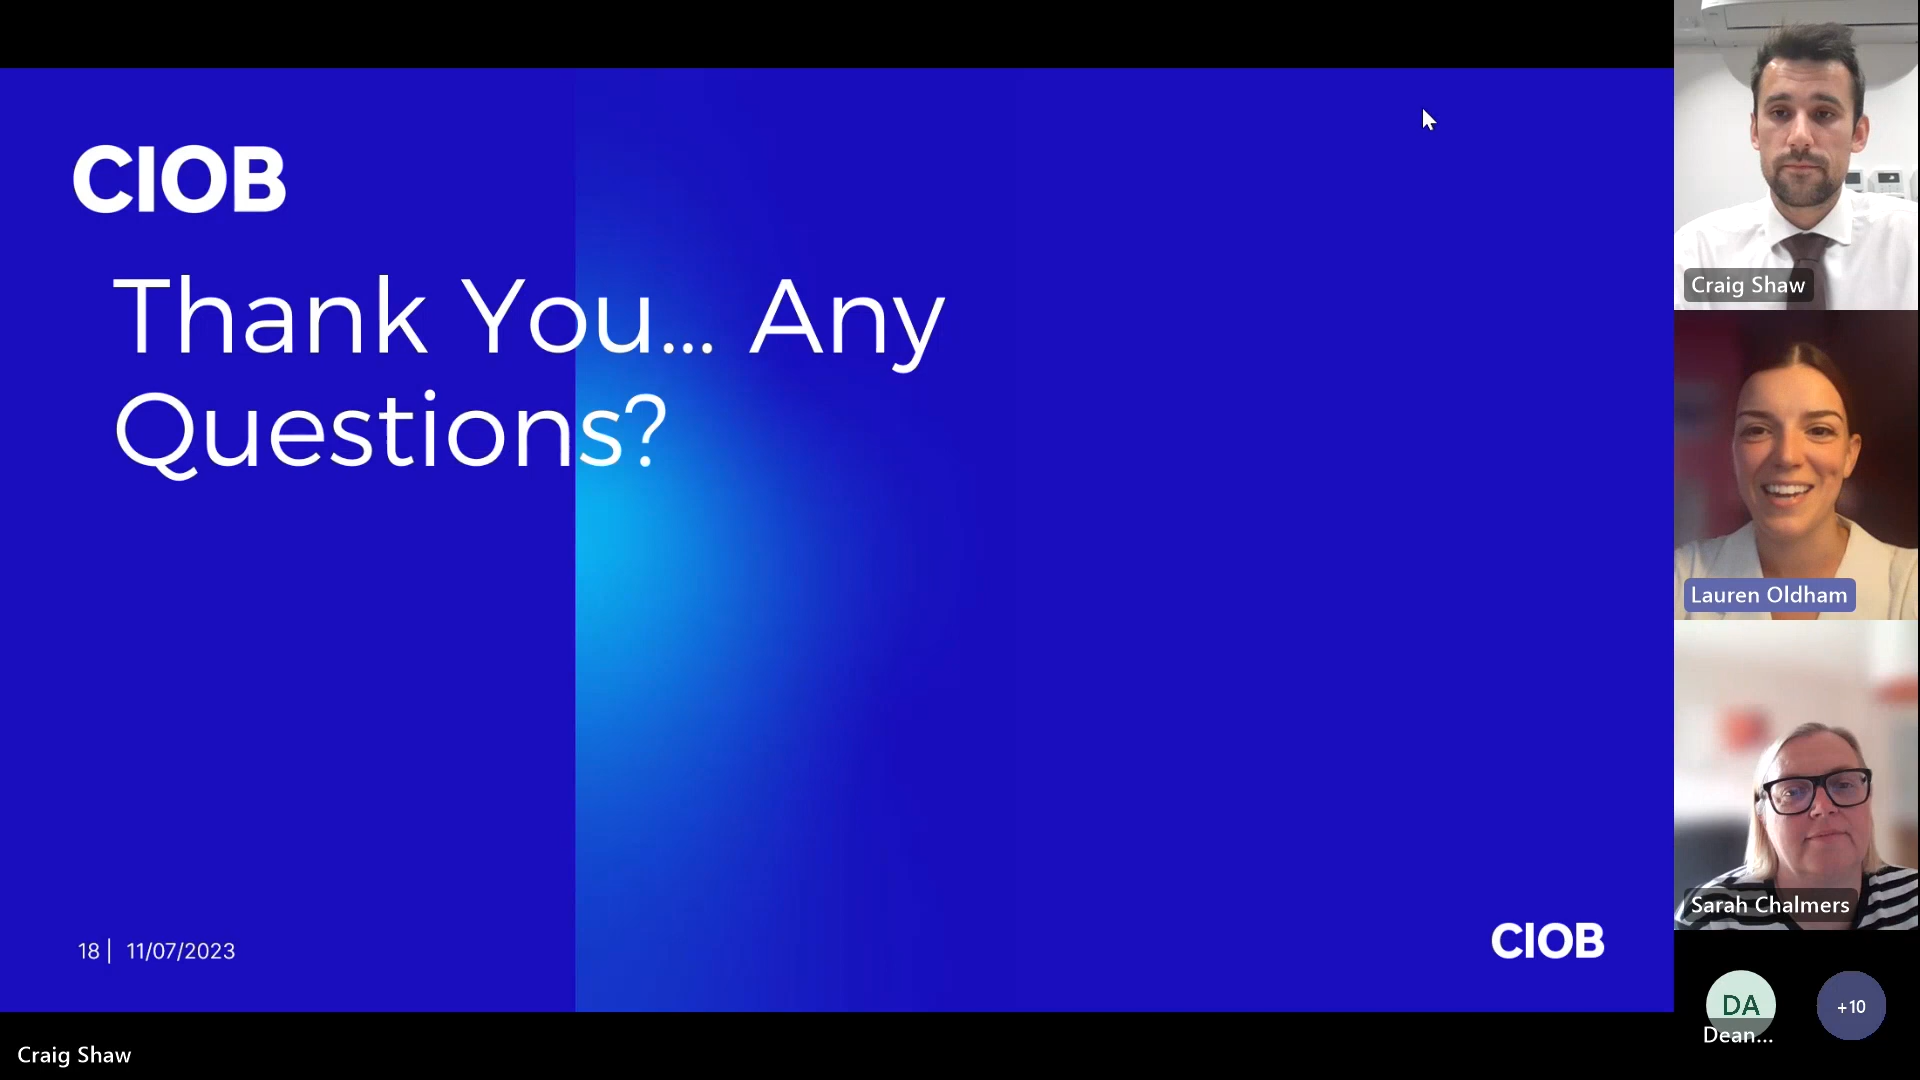 CIOB
Thank You... Any
Questions?
18 | 11/07/2023
CIOB
Craig Shaw
Craig Shaw
Lauren Oldham
Sarah Chalmers
DA
Dean...
+10